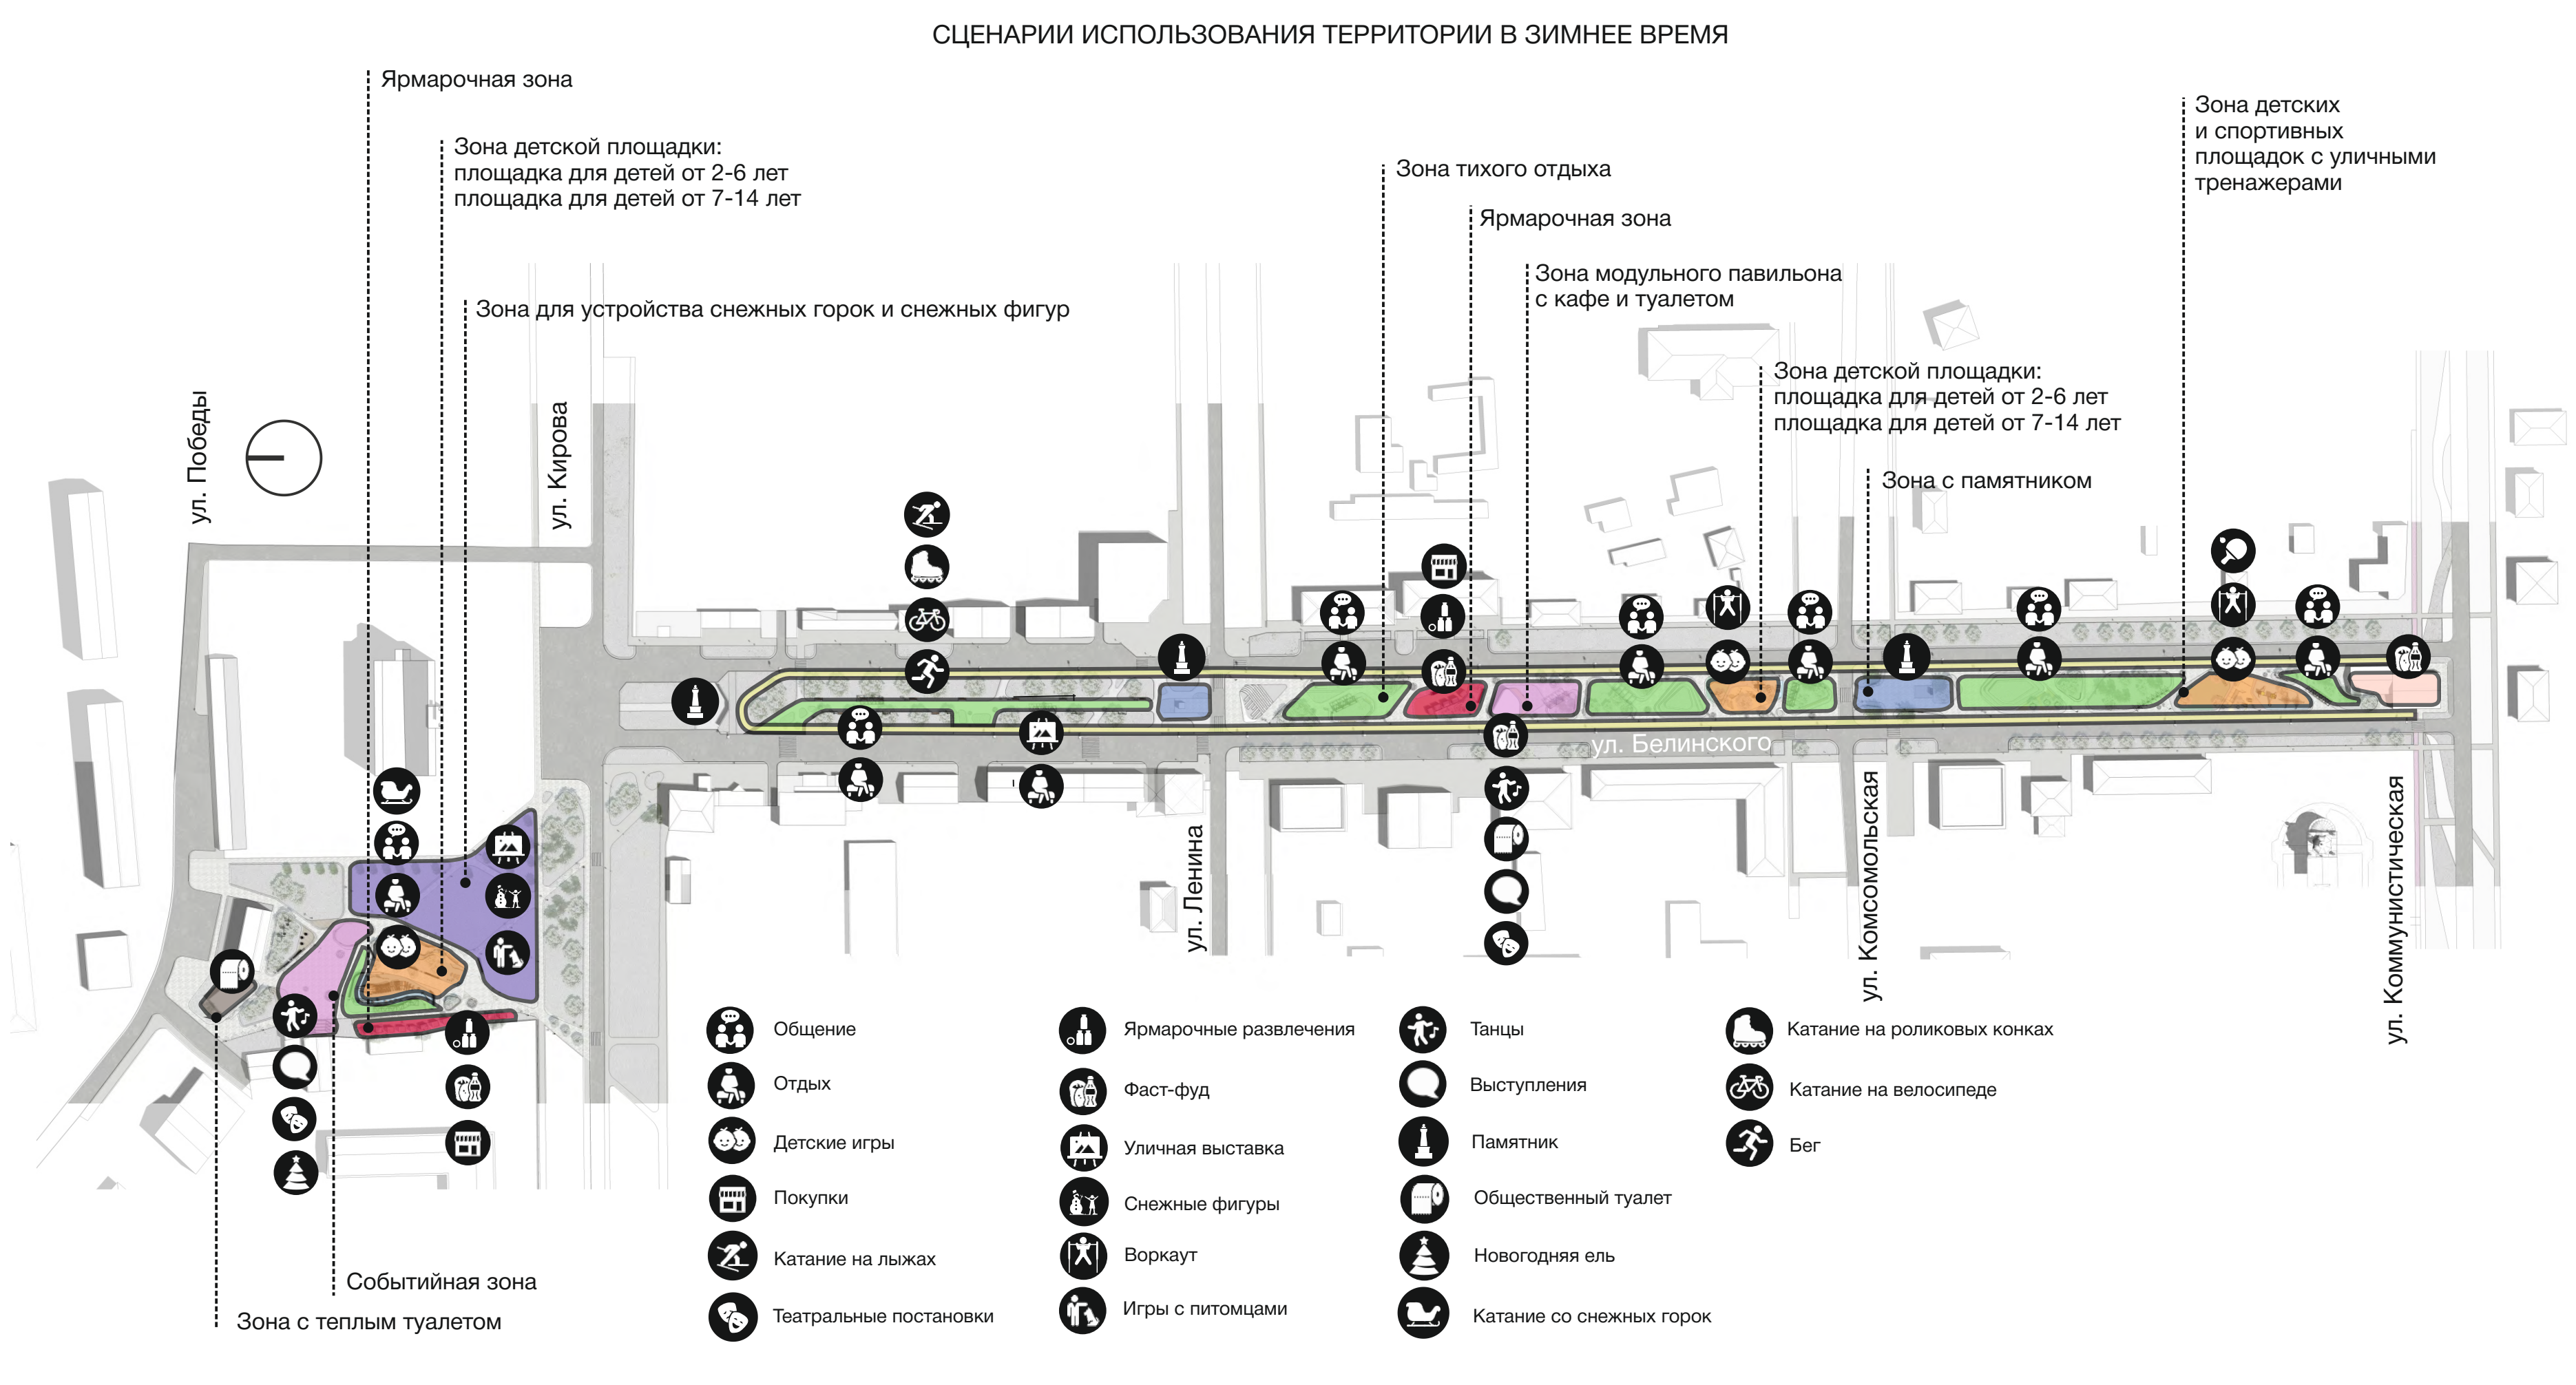 СЦЕНАРИИ ИСПОЛЬЗОВАНИЯ ТЕРРИТОРИИ В ЗИМНЕЕ ВРЕМЯ
Ярмарочная зона
Зона детской площадки:
площадка для детей от 2-6 лет
площадка для детей от 7-14 лет
Зона для устройства снежных горок и снежных фигур
Зона тихого отдыха
Ярмарочная зона
Зона модульного павильона
с кафе и туалетом
Зона детской площадки:
площадка для детей от 2-6 лет
площадка для детей от 7-14 лет
Зона с памятником
Зона детских
и спортивных
площадок с уличными
тренажерами
ул. Победы
ул. Кирова
ул. Белинского
ул. Ленина
ул. Комсомольская
ул. Коммунистическая
Событийная зона
Зона с теплым туалетом
Общение
Отдых
Детские игры
Покупки
Катание на лыжах
Театральные постановки
Ярмарочные развлечения
Фаст-фуд
Уличная выставка
Снежные фигуры
Воркаут
Игры с питомцами
Танцы
Выступления
Памятник
Общественный туалет
Новогодняя ель
Катание со снежных горок
Катание на роликовых конках
Катание на велосипеде
Бег